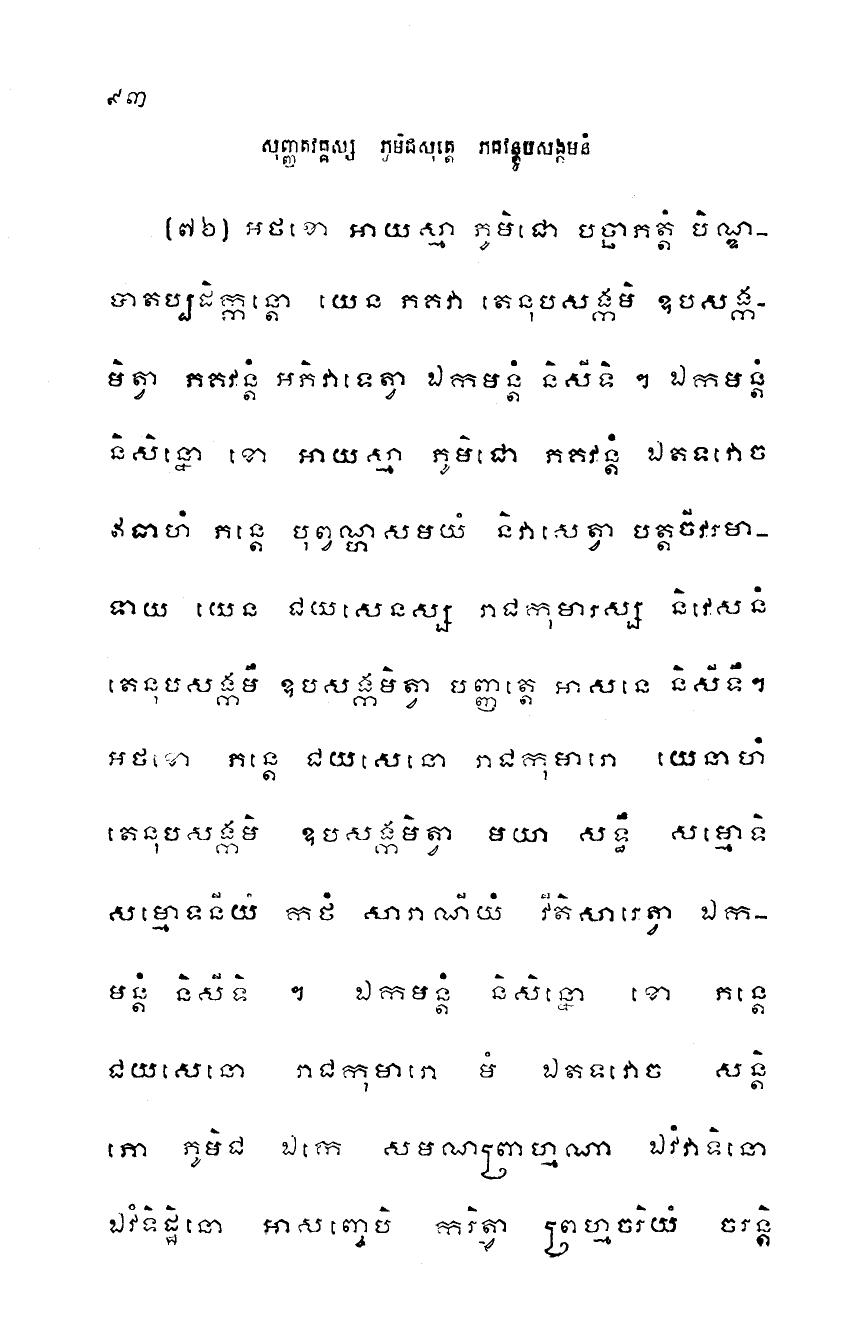 ៩៣
សុញ្ញតវគ្គស្ស ភូមិជសុត្តេ ភគវន្តូបសង្កមនំ
(៧៦) អថខោ អាយស្មា ភូមិជោ បច្ឆាភត្តំ បិណ្ឌ-
បាតប្បដិក្កន្តោ យេន ភគវា តេនុបសង្កមិ ឧបសង្ក-
មិត្វា ភគវន្តំ អភិវាទេត្វា ឯកមន្តំ និសីទិ ។ ឯកមន្តំ
និសិន្នោ ខោ អាយស្មា ភូមិជោ ភគវន្តំ ឯតទវោច
ឥធាហំ ភន្តេ បុព្វណ្ហសមយំ និវាសេត្វា បត្តចីវរមា-
ទាយ យេន ជយសេនស្ស រាជកុមារស្ស និវេសនំ
តេនុបសង្កមឹ ឧបសង្កមិត្វា បញ្ញត្តេ អាសនេ និសីទឹ។
អថខោ ភន្តេ ជយសេនោ រាជកុមារោ យេនាហំ
តេនុបសង្កមិ ឧបសង្កមិត្វា មយា សទ្ធឹ សម្មោទិ
សម្មោទនីយំ កថំ សារាណីយំ វីតិសារេត្វា ឯក-
មន្តំ និសីទិ ។ ឯកមន្តំ និសិន្នោ ខោ ភន្តេ
ជយសេនោ រាជកុមារោ មំ ឯតទវោច សន្តិ
ភោ ភូមិជ ឯកេ សមណព្រាហ្មណា ឯវំវាទិនោ
ឯវំទិដ្ឋិនោ អាសញ្ចេបិ ករិត្វា ព្រហ្មចរិយំ ចរន្តិ